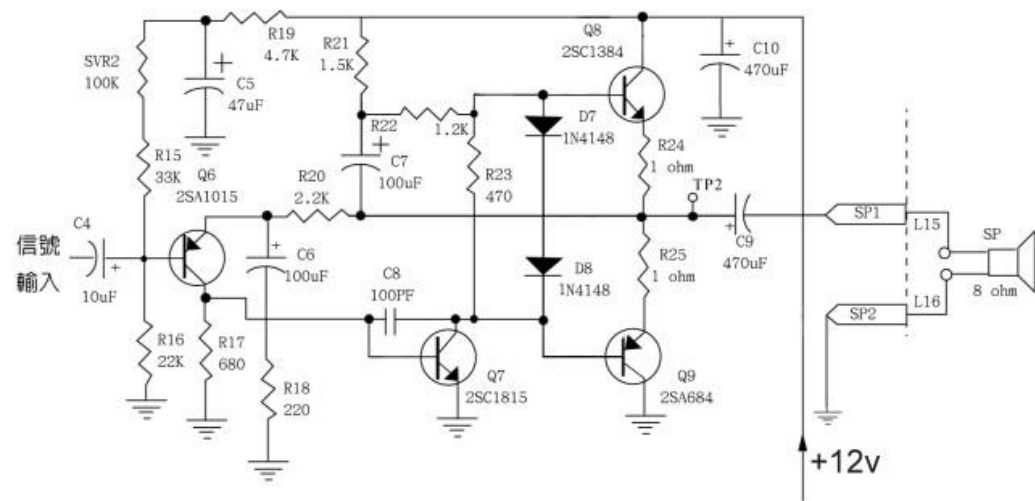 R19
4.7K
SVR2
100K
C5
47uF
R21
1.5K
Q8
2SC1384
C10
470uF
R22
1.2K
D7
1N4148
R24
1 ohm
R15
33K
Q6
2SA1015
R20
2.2K
C7
100uF
R23
470
TP2
C4
信號
輸入
10uF
C6
100uF
C8
100PF
D8
1N4148
R25
1 ohm
C9
470uF
SP1
L15
SP
8 ohm
L16
SP2
R16
22K
R17
680
R18
220
Q7
2SC1815
Q9
2SA684
+12v